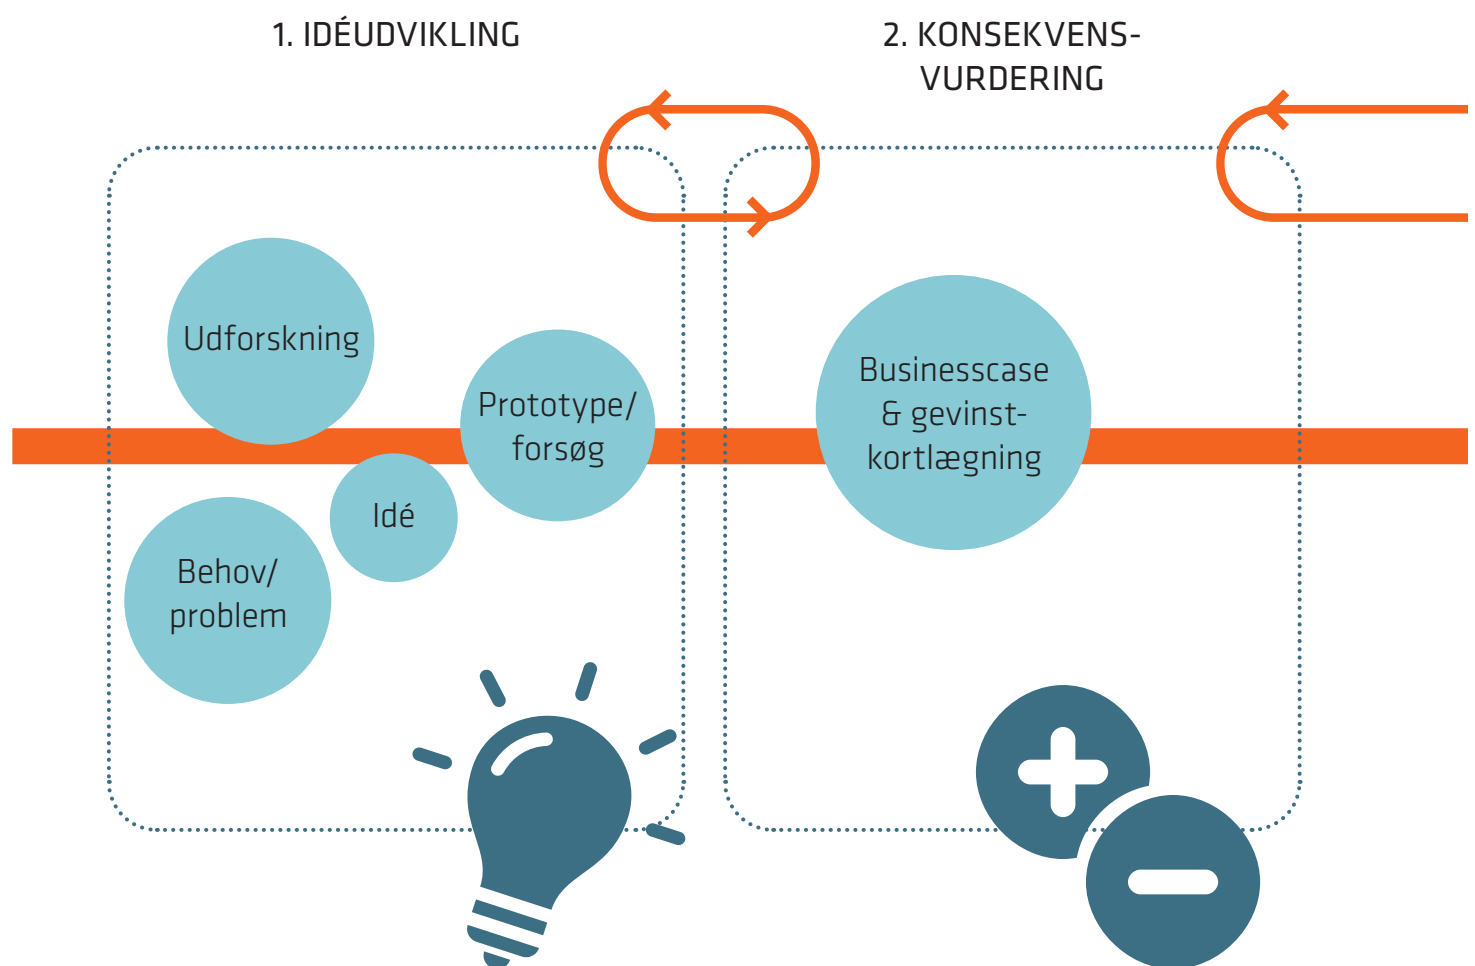 1. IDÉUDVIKLING
2. KONSEKVENS-
VURDERING
Udforskning
Prototype/
forsøg
Idé
Behov/
problem
Businesscase
& gevinst-
kortlægning